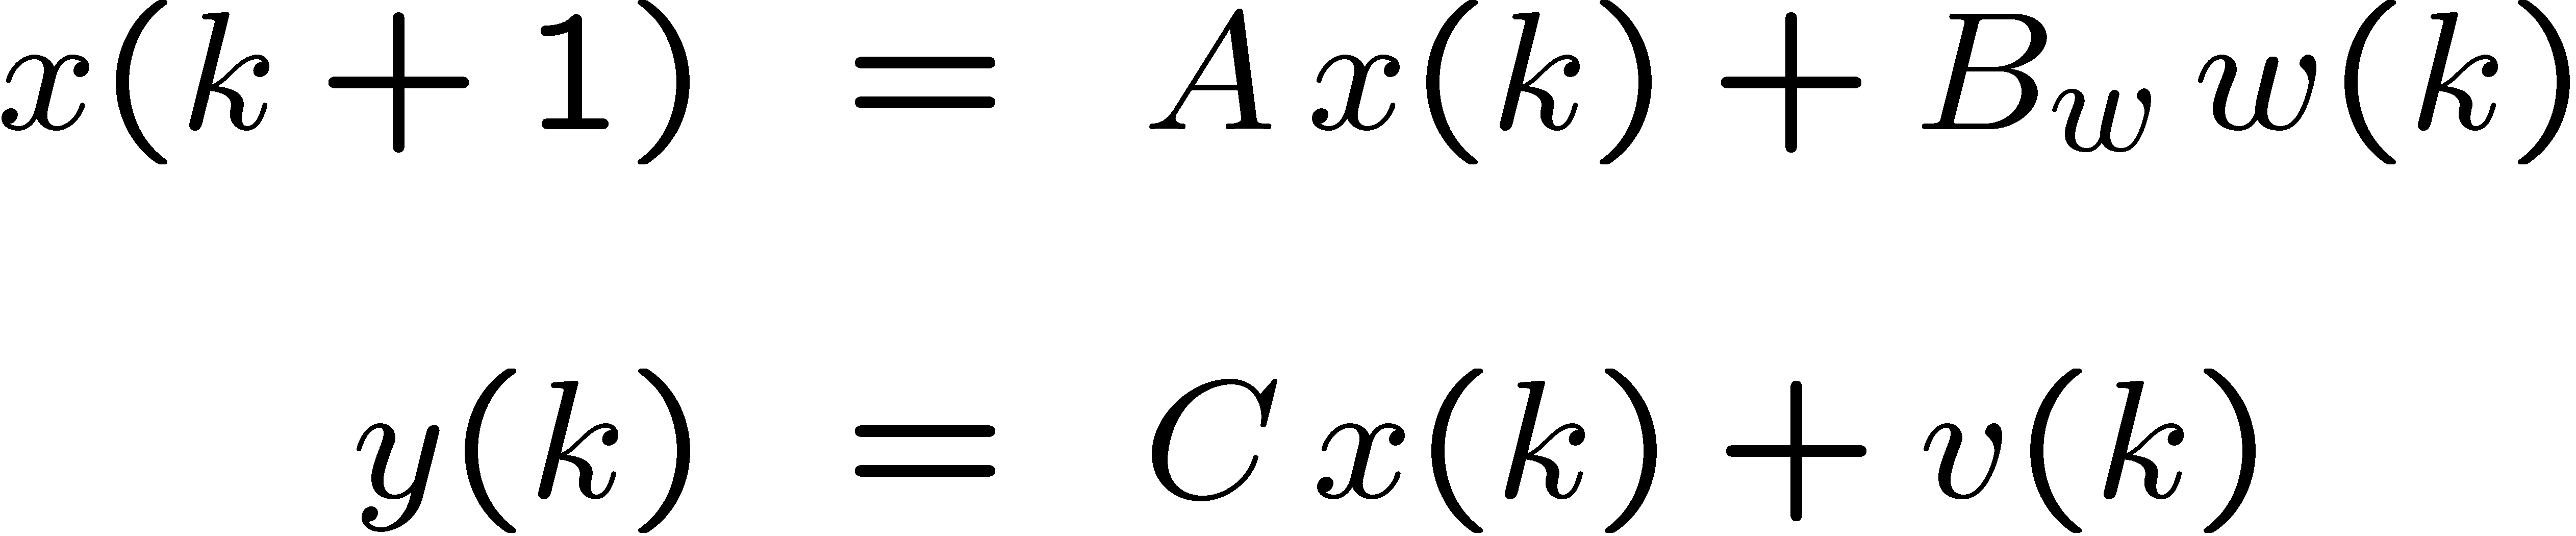 x(k + 1) = A x(k) + B_w w(k)
y(k) = C x(k) + v(k)